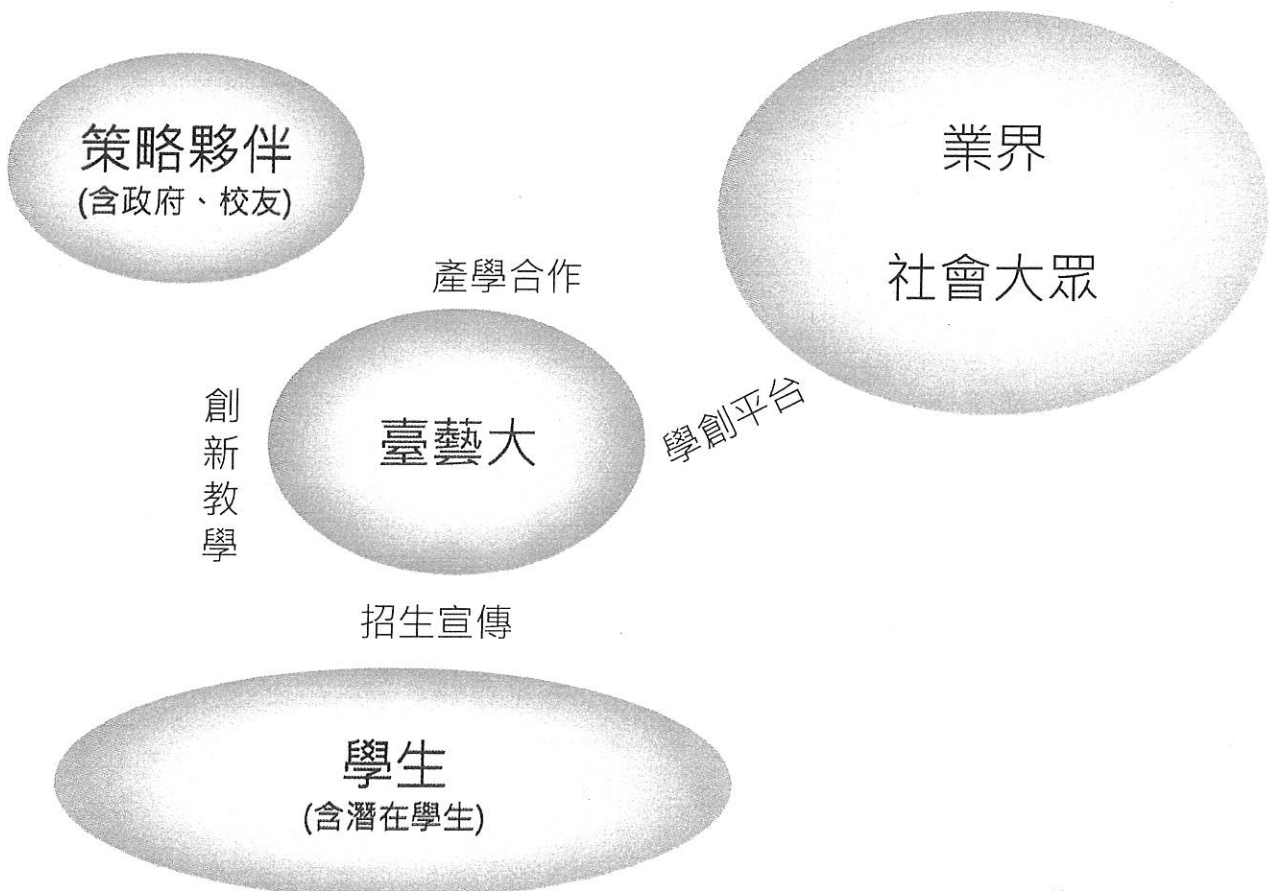 策略夥伴
(含政府、校友)
業界
社會大眾
產學合作
創新教學
臺藝大
學創平台
招生宣傳
學生
(含潛在學生)